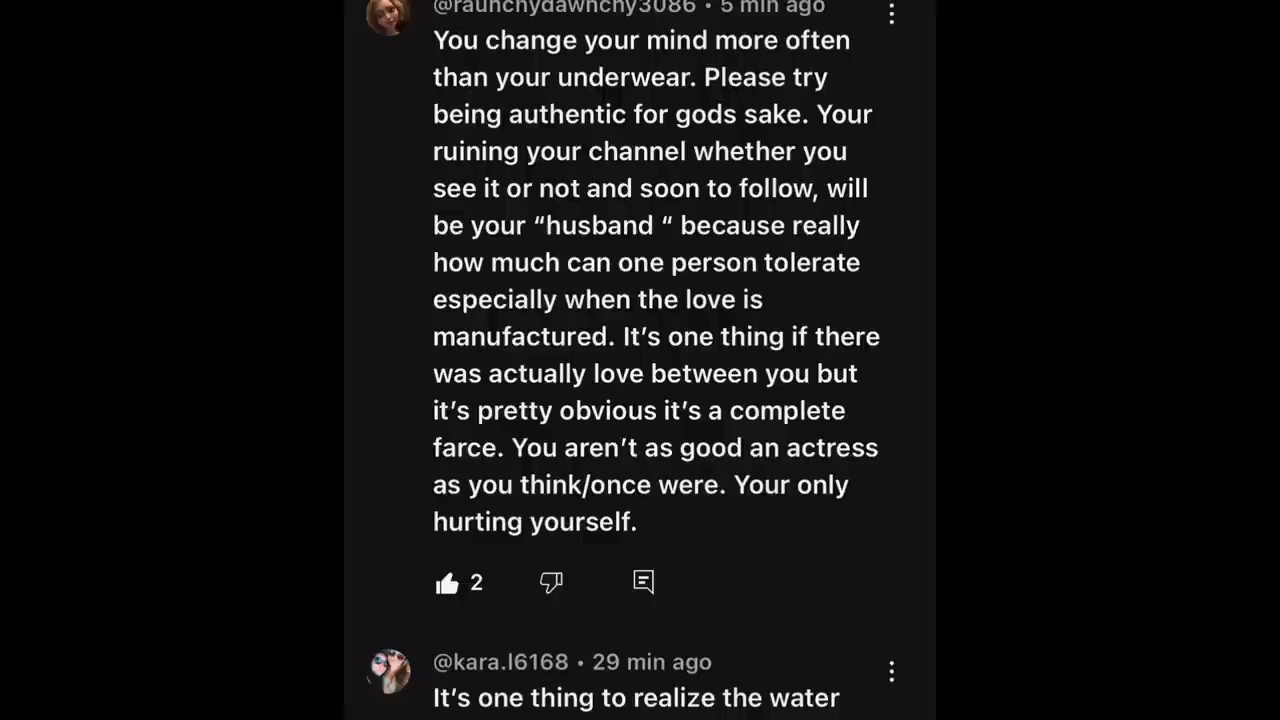 @raunchydawnchy3086 • 5 min ago
You change your mind more often
than your underwear. Please try
being authentic for gods sake. Your
ruining your channel whether you
see it or not and soon to follow, will
be your “husband “ because really
how much can one person tolerate
especially when the love is
manufactured. It’s one thing if there
was actually love between you but
it’s pretty obvious it’s a complete
farce. You aren’t as good an actress
as you think/once were. Your only
hurting yourself.
2
@kara.l6168 • 29 min ago
It’s one thing to realize the water